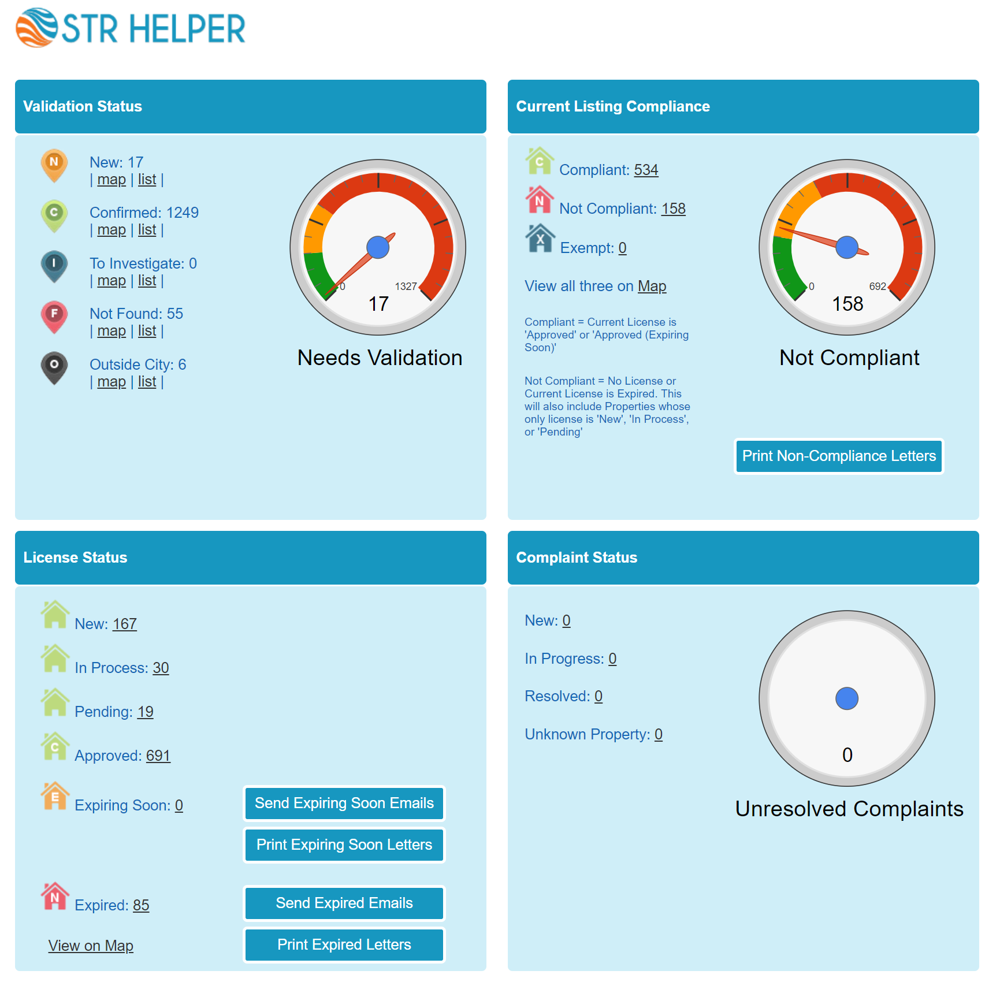 STR HELPER
Validation Status
N
New: 17
| map | list |
C
Confirmed: 1249
| map | list |
I
To Investigate: 0
| map | list |
F
Not Found: 55
| map | list |
O
Outside City: 6
| map | list |
0
1327
17
Needs Validation
Current Listing Compliance
C
Compliant: 534
N
Not Compliant: 158
X
Exempt: 0
View all three on Map
Compliant = Current License is
'Approved' or 'Approved (Expiring
Soon)'
Not Compliant = No License or
Current License is Expired. This
will also include Properties whose
only license is 'New', 'In Process',
or 'Pending'
0
692
158
Not Compliant
Print Non-Compliance Letters
License Status
New: 167
In Process: 30
Pending: 19
C
Approved: 691
E
Expiring Soon: 0
Send Expiring Soon Emails
Print Expiring Soon Letters
N
Expired: 85
Send Expired Emails
View on Map
Print Expired Letters
Complaint Status
New: 0
In Progress: 0
Resolved: 0
Unknown Property: 0
0
Unresolved Complaints